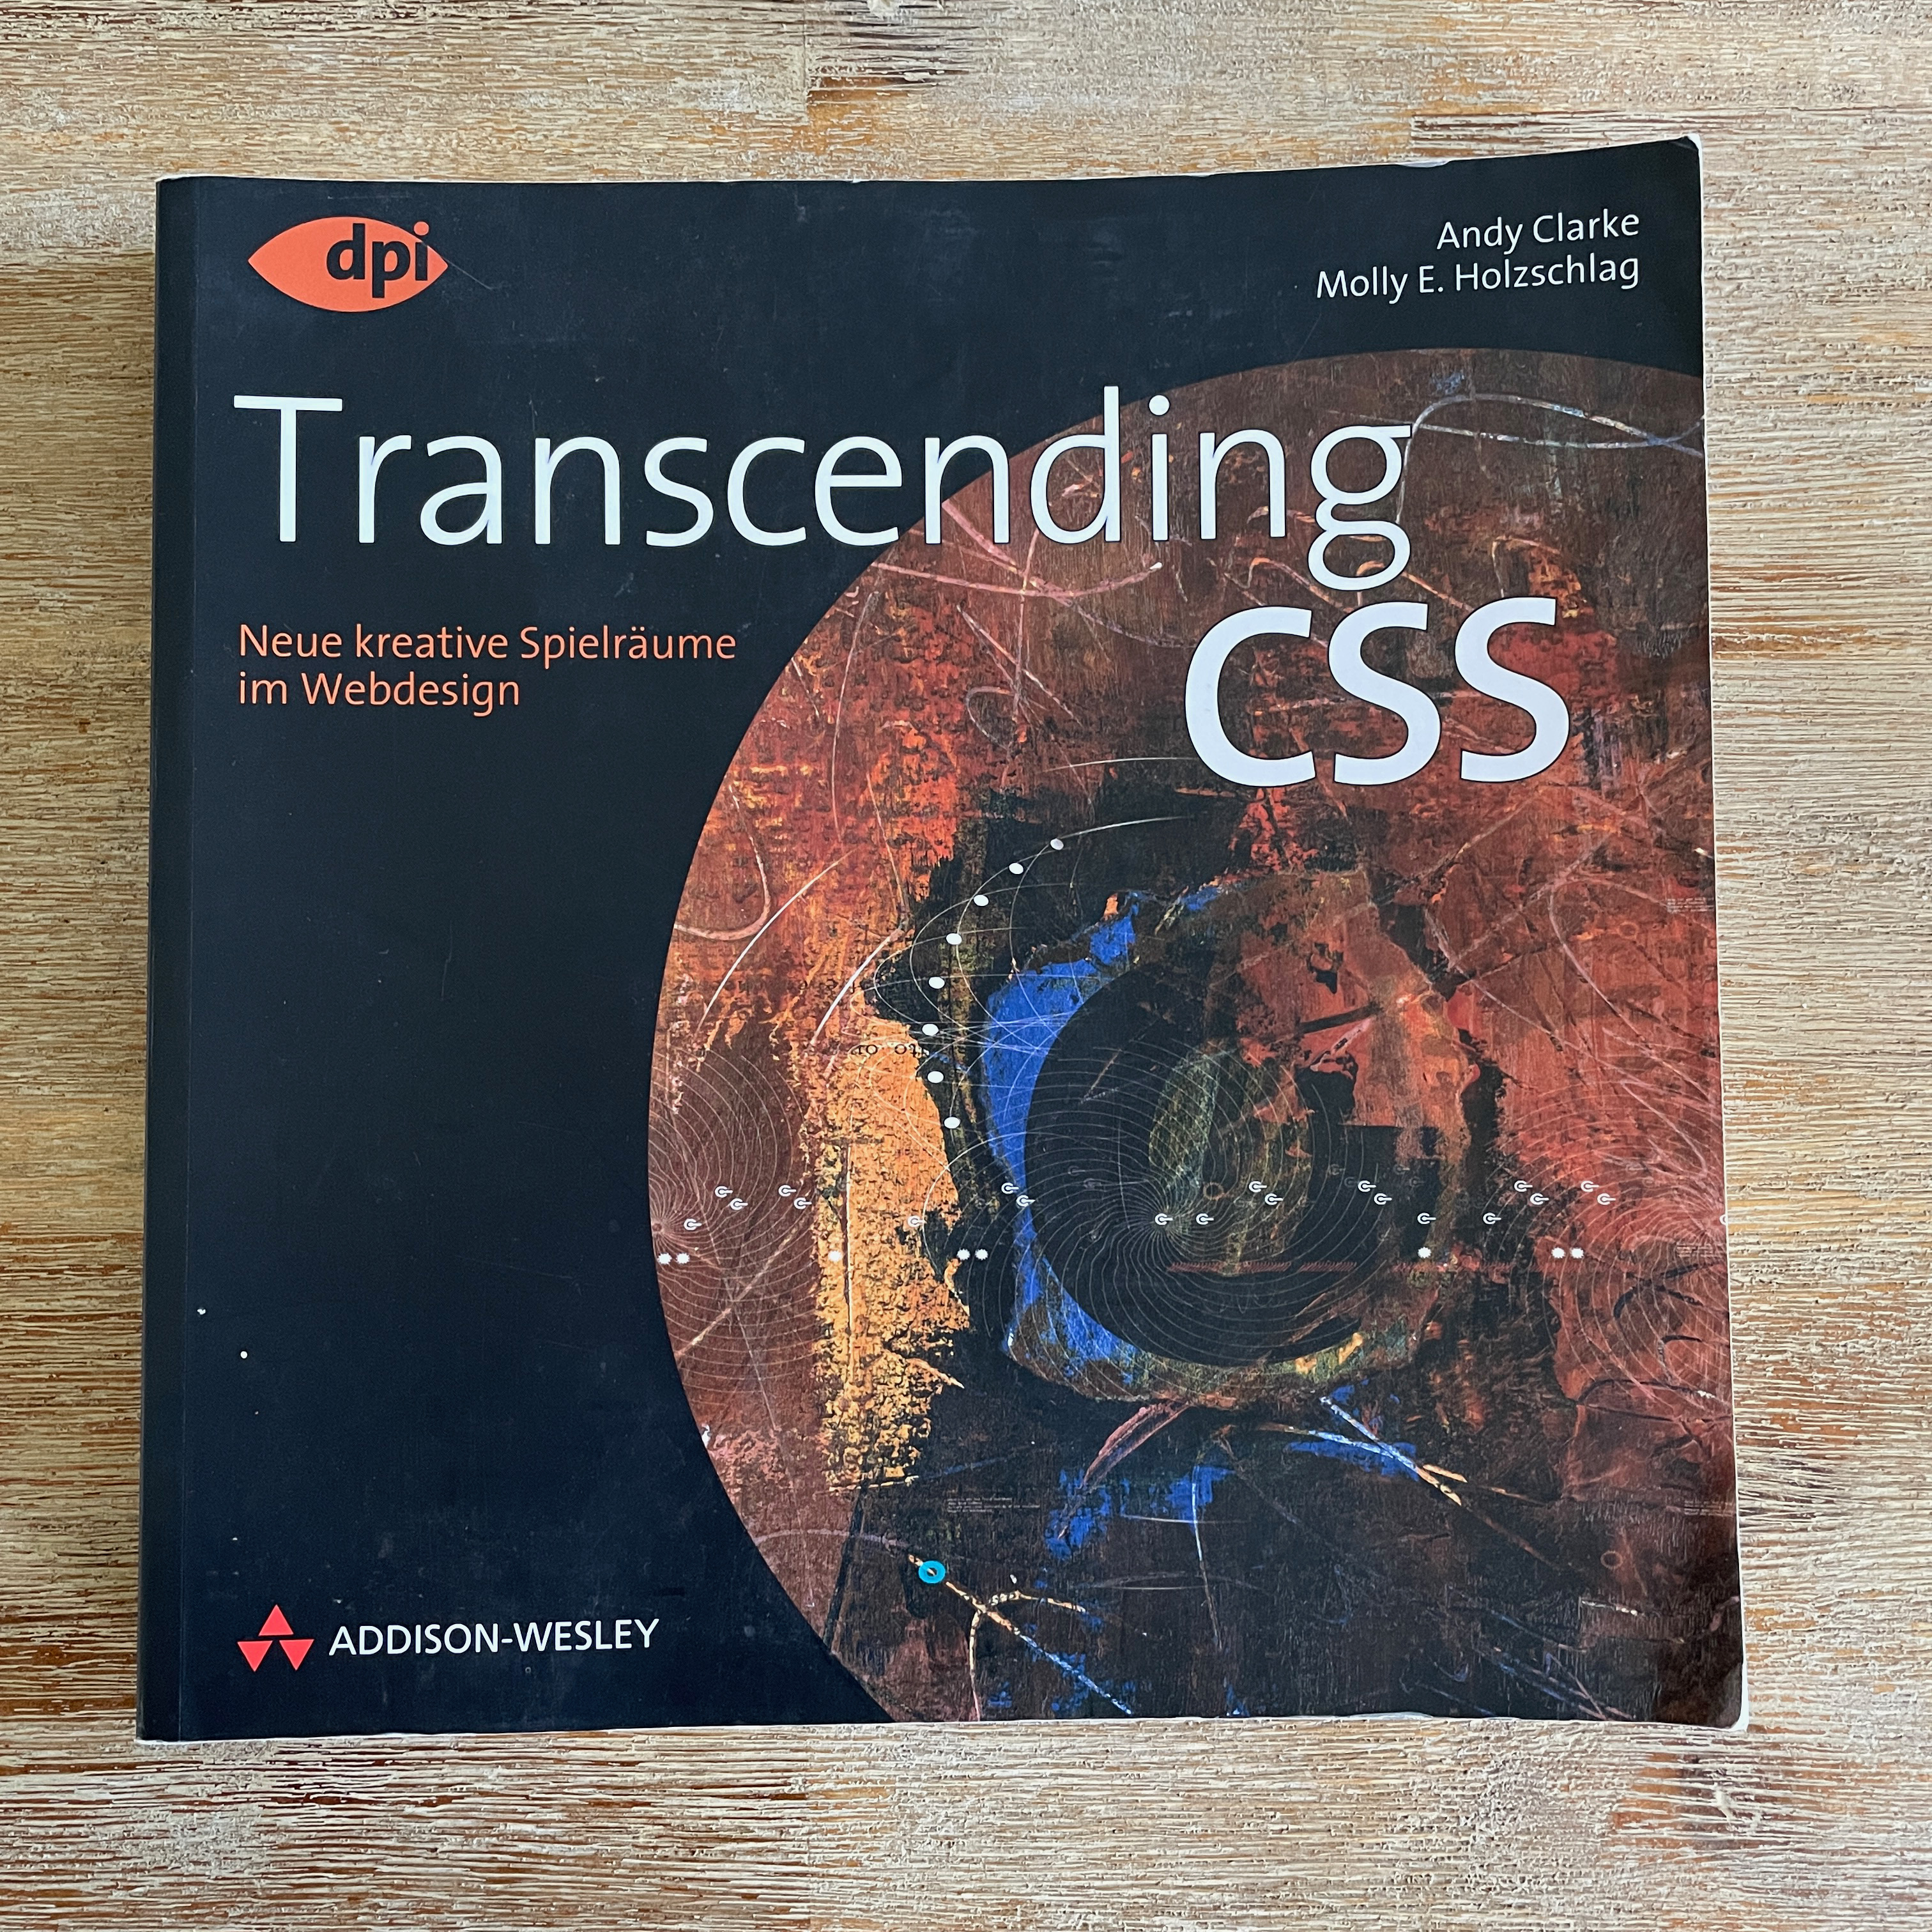 dpi
Andy Clarke
Molly E. Holzschlag
Transcending
CSS
Neue kreative Spielräume
im Webdesign
ADDISON-WESLEY